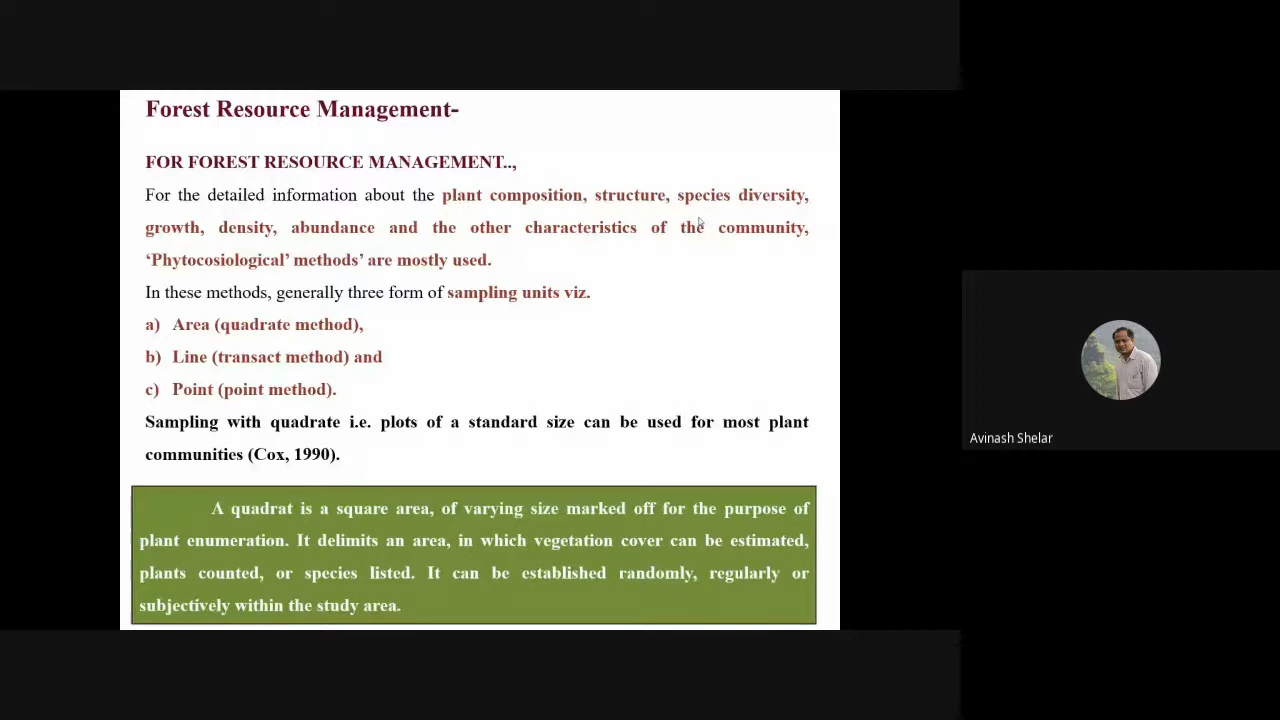 Forest Resource Management-
FOR FOREST RESOURCE MANAGEMENT..,
For the detailed information about the plant composition, structure, species diversity,
growth, density, abundance and the other characteristics of the community,
‘Phytocosiological’ methods’ are mostly used.
In these methods, generally three form of sampling units viz.
a) Area (quadrate method),
b) Line (transact method) and
c) Point (point method).
Sampling with quadrate i.e. plots of a standard size can be used for most plant
communities (Cox, 1990).
A quadrat is a square area, of varying size marked off for the purpose of
plant enumeration. It delimits an area, in which vegetation cover can be estimated,
plants counted, or species listed. It can be established randomly, regularly or
subjectively within the study area.
Avinash Shelar